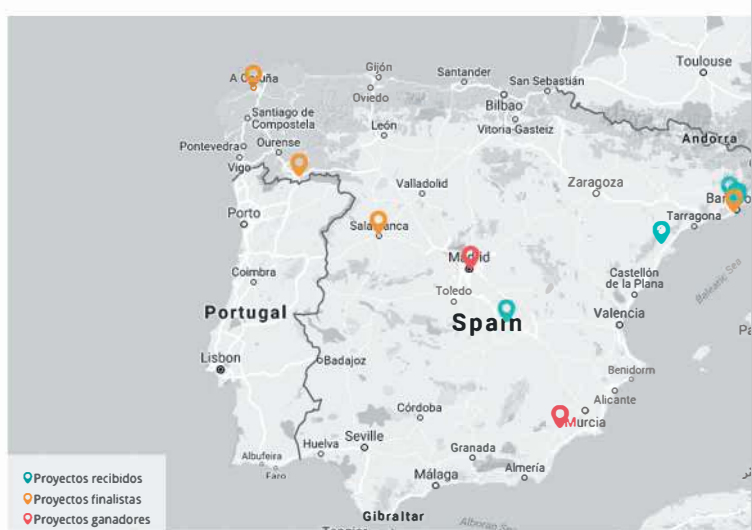 Toulouse
Gijón
Santander
San Sebastián
A Coruña
Oviedo
Bilbao
Santiago de
Compostela
León
Vitoria-Gasteiz
Andorra
Pontevedra
Ourense
Vigo
Valladolid
Zaragoza
Tarragona
Porto
Salamanca
Madrid
Coimbra
Toledo
Castellón
de la Plana
Balearic Sea
Portugal
Spain
Valencia
Lisbon
Badajoz
Benidorm
Alicante
Córdoba
Murcia
Huelva
Seville
Granada
Albufeira
Faro
Almería
Málaga
Gibraltar
Alboran Sea
Proyectos recibidos
Proyectos finalistas
Proyectos ganadores